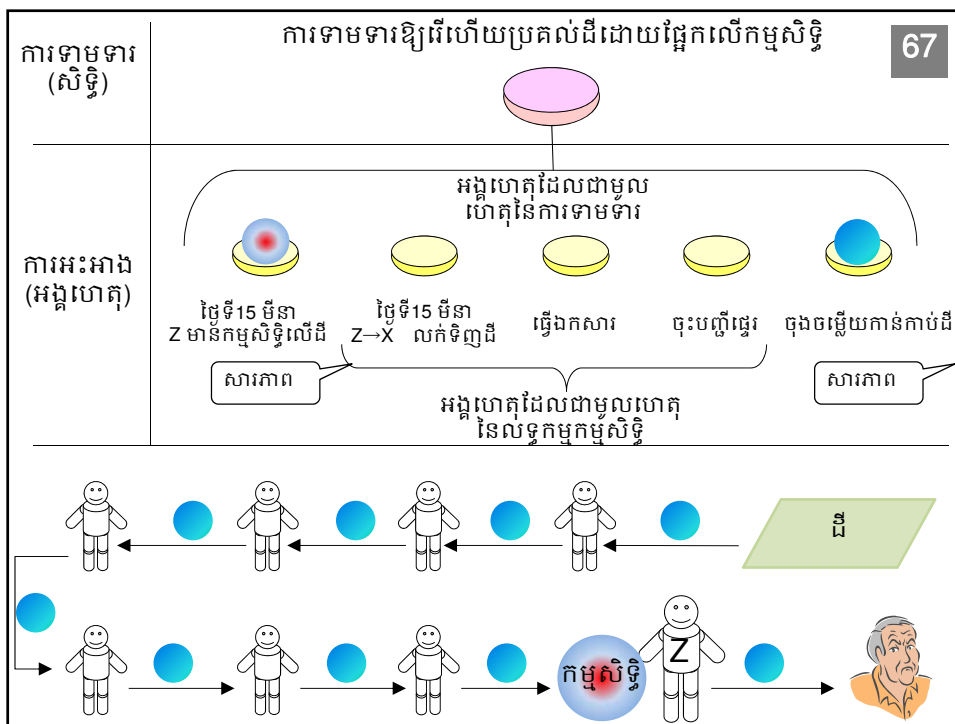 ការទាមទារ
(សិទ្ធិ)
ការទាមទារឱ្យរើហើយប្រគល់ដីដោយផ្អែកលើកម្មសិទ្ធិ
67
ការអះអាង
(អង្គហេតុ)
អង្គហេតុដែលជាមូល
ហេតុនៃការទាមទារ
ថ្ងៃទី15 មីនា
Z មានកម្មសិទ្ធិលើដី
ថ្ងៃទី15 មីនា
Z→X លក់ទិញដី
ធ្វើឯកសារ
ចុះបញ្ជីផ្ទេរ
ចុងចម្លើយកាន់កាប់ដី
សារភាព
សារភាព
អង្គហេតុដែលជាមូលហេតុ
នៃលទ្ធកម្មកម្មសិទ្ធិ
ដី
កម្មសិទ្ធិ
Z